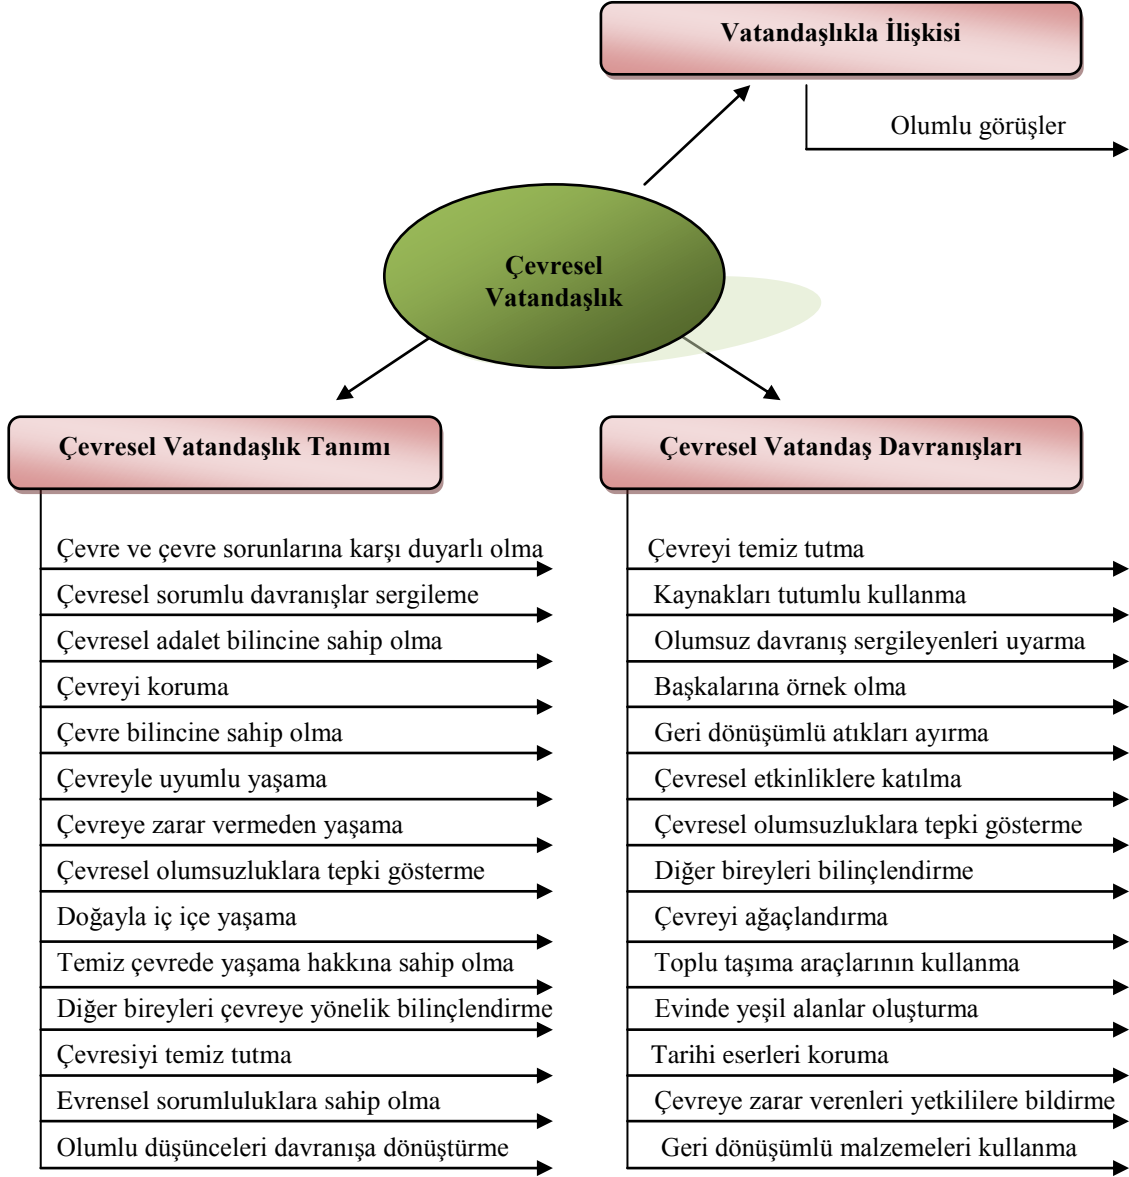 Vatandaşlıkla İlişkisi
Olumlu görüşler
Çevresel
Vatandaşlık
Çevresel Vatandaşlık Tanımı
Çevre ve çevre sorunlarına karşı duyarlı olma
Çevresel sorumlu davranışlar sergileme
Çevresel adalet bilincine sahip olma
Çevreyi koruma
Çevre bilincine sahip olma
Çevreyle uyumlu yaşama
Çevreye zarar vermeden yaşama
Çevresel olumsuzluklara tepki gösterme
Doğayla iç içe yaşama
Temiz çevrede yaşama hakkına sahip olma
Diğer bireyleri çevreye yönelik bilinçlendirme
Çevresiyi temiz tutma
Evrensel sorumluluklara sahip olma
Olumlu düşünceleri davranışa dönüştürme
Çevresel Vatandaş Davranışları
Çevreyi temiz tutma
Kaynakları tutumlu kullanma
Olumsuz davranış sergileyenleri uyarma
Başkalarına örnek olma
Geri dönüşümlü atıkları ayırma
Çevresel etkinliklere katılma
Çevresel olumsuzluklara tepki gösterme
Diğer bireyleri bilinçlendirme
Çevreyi ağaçlandırma
Toplu taşıma araçlarının kullanma
Evinde yeşil alanlar oluşturma
Tarihi eserleri koruma
Çevreye zarar verenleri yetkililere bildirme
Geri dönüşümlü malzemeleri kullanma